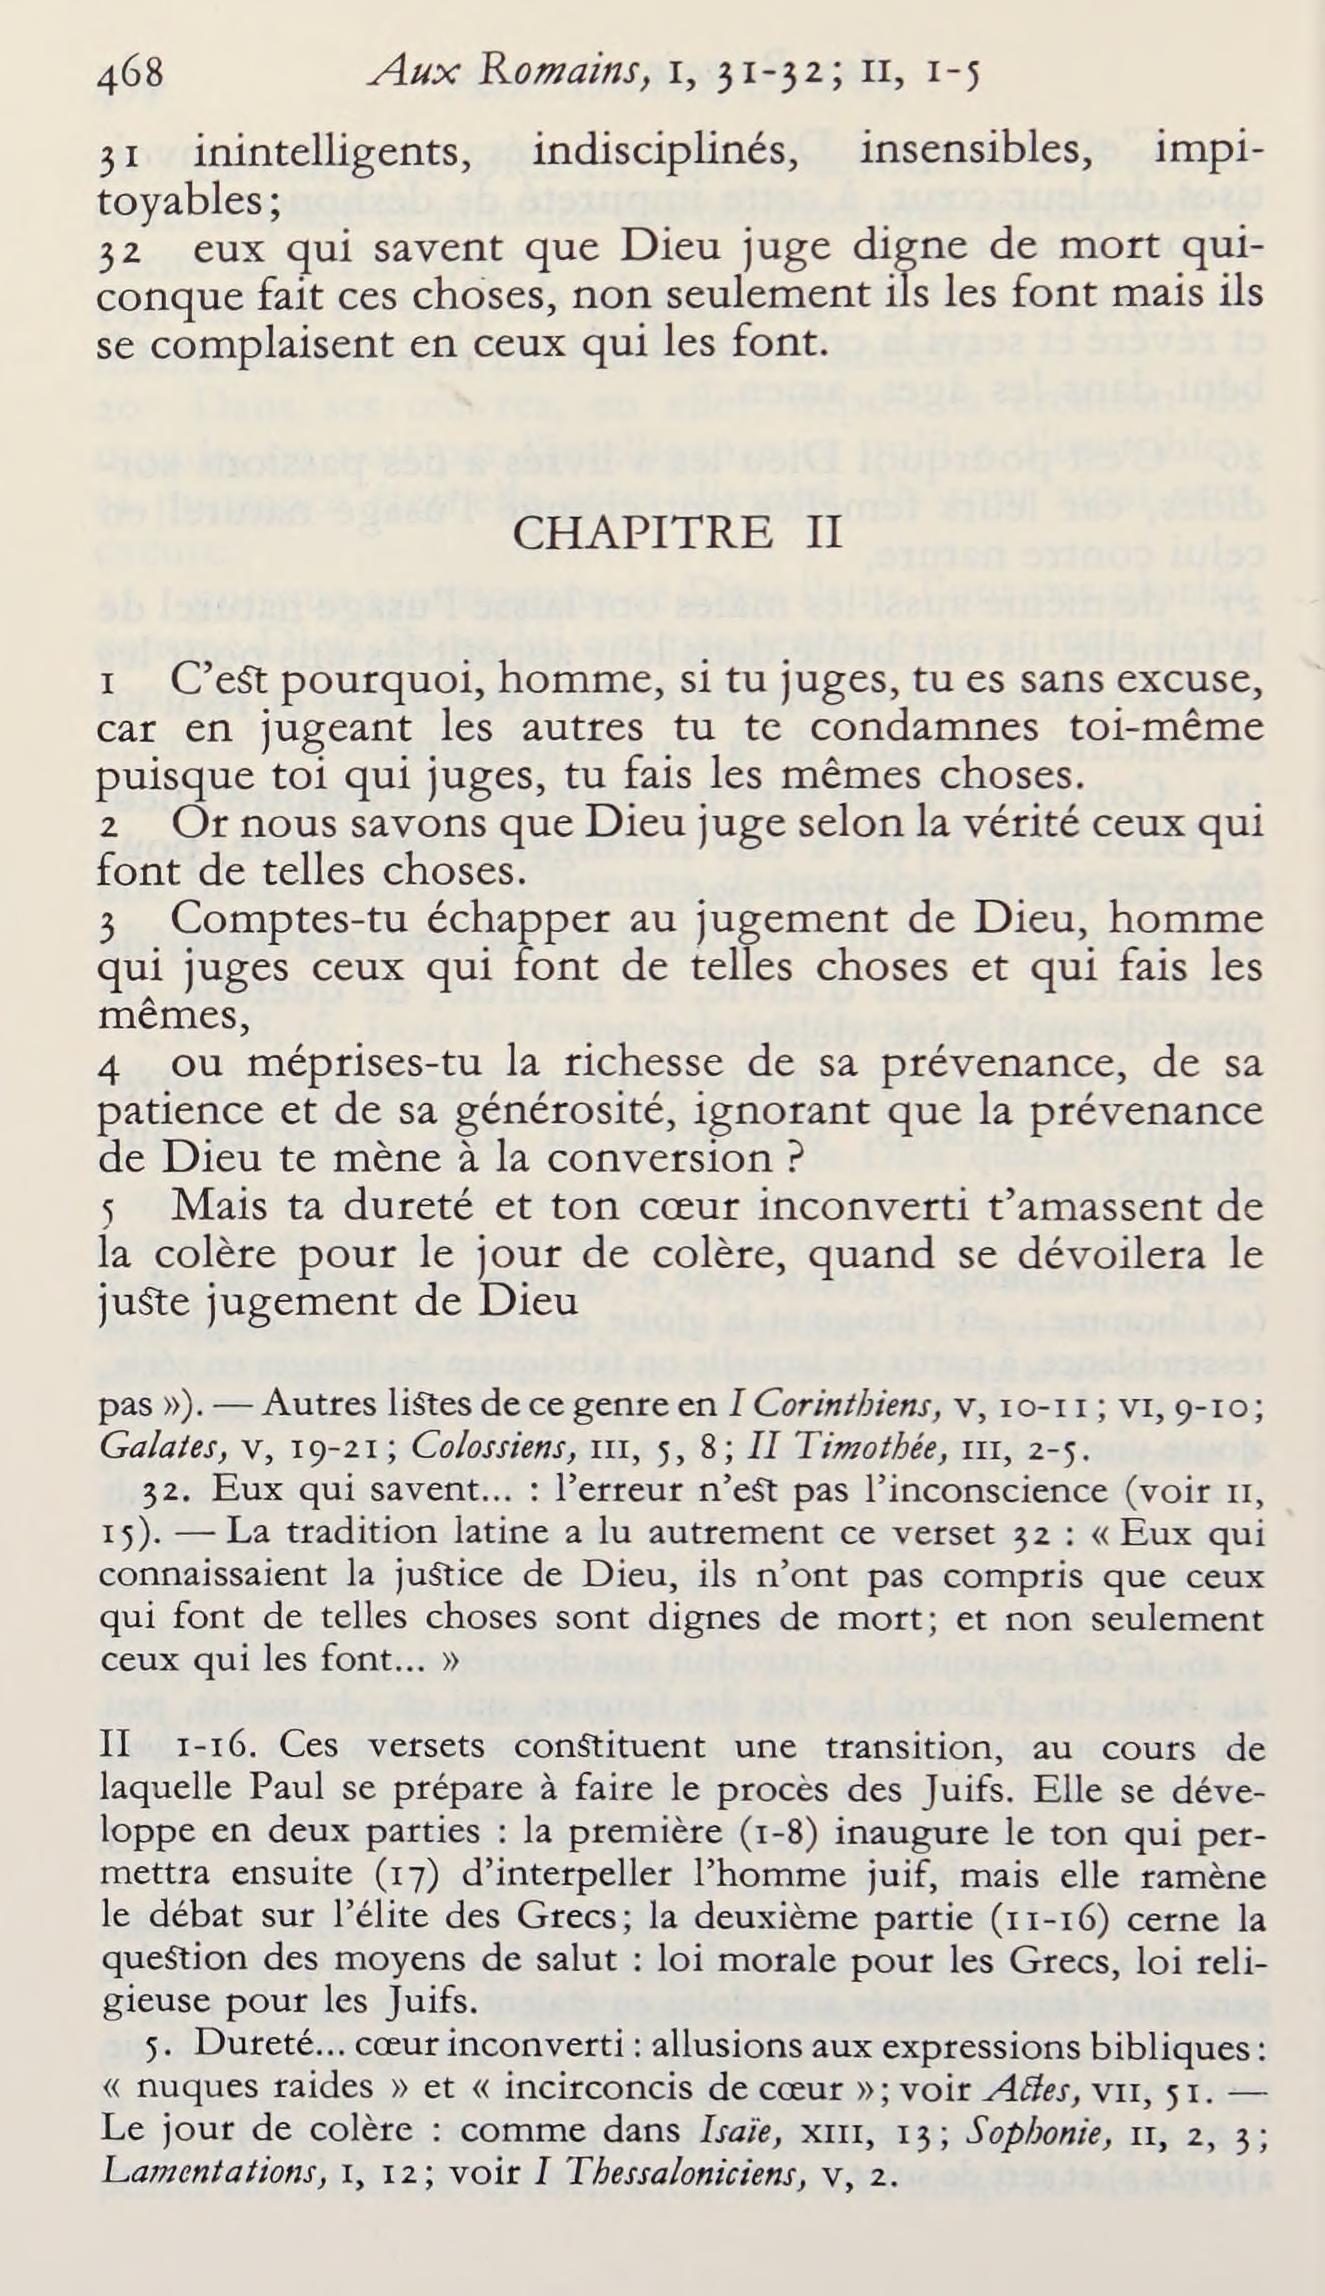 468 Aux Romains, I, 31-32; II, 1-5
31 inintelligents, indisciplinés, insensibles, impi-
toyables;
32 eux qui savent que Dieu juge digne de mort qui-
conque fait ces choses, non seulement ils les font mais ils
se complaisent en ceux qui les font.
CHAPITRE II
1 C’est pourquoi, homme, si tu juges, tu es sans excuse,
car en jugeant les autres tu te condamnes toi-même
puisque toi qui juges, tu fais les mêmes choses.
2 Or nous savons que Dieu juge selon la vérité ceux qui
font de telles choses.
3 Comptes-tu échapper au jugement de Dieu, homme
qui juges ceux qui font de telles choses et qui fais les
mêmes,
4 ou méprises-tu la richesse de sa prévenance, de sa
patience et de sa générosité, ignorant que la prévenance
de Dieu te mène à la conversion ?
5 Mais ta dureté et ton cœur inconverti t’amassent de
la colère pour le jour de colère, quand se dévoilera le
juste jugement de Dieu
pas »). — Autres listes de ce genre en I Corinthiens, V, 10-11 ; VI, 9-10;
Galates, V, 19-21 ; Colossiens, III, 5, 8 ; II Timothée, III, 2-5.
32. Eux qui savent... : l’erreur n’est pas l’inconscience (voir II,
15). — La tradition latine a lu autrement ce verset 32 : « Eux qui
connaissaient la justice de Dieu, ils n’ont pas compris que ceux
qui font de telles choses sont dignes de mort; et non seulement
ceux qui les font... »
II 1-16. Ces versets constituent une transition, au cours de
laquelle Paul se prépare à faire le procès des Juifs. Elle se déve-
loppe en deux parties : la première (1-8) inaugure le ton qui per-
mettra ensuite (17) d’interpeller l’homme juif, mais elle ramène
le débat sur l’élite des Grecs; la deuxième partie (11-16) cerne la
question des moyens de salut : loi morale pour les Grecs, loi reli-
gieuse pour les Juifs.
5. Dureté... cœur inconverti : allusions aux expressions bibliques :
« nuques raides » et « incirconcis de cœur »; voir Actes, VII, 51. —
Le jour de colère : comme dans Isaïe, XIII, 13 ; Sophonie, II, 2, 3 ;
Lamentations, I, 12 ; voir I Thessaloniciens, V, 2.